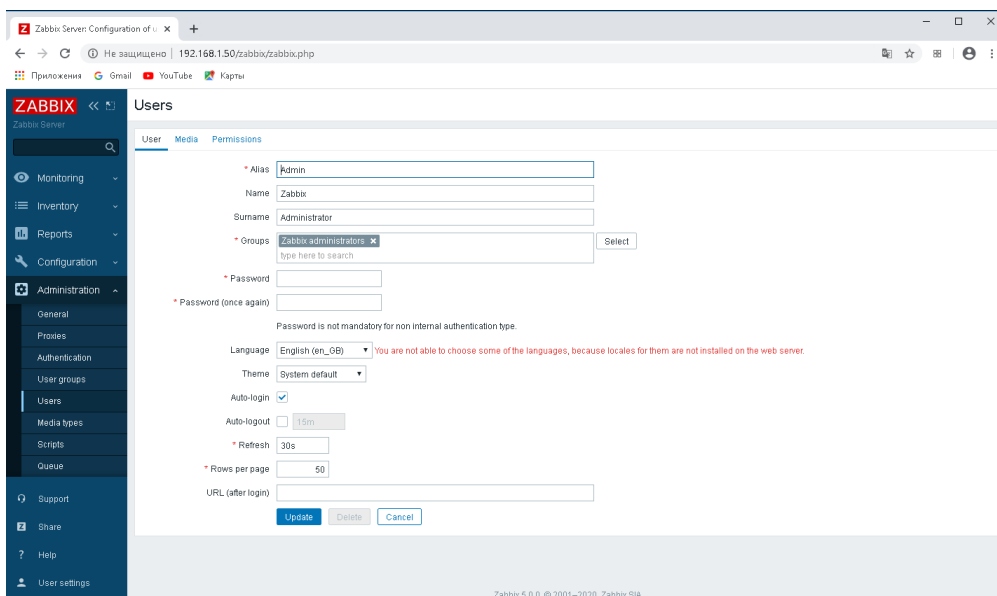 Zabbix Server: Configuration of u
Не защищено | 192.168.1.50/zabbix/zabbix.php
Приложения Gmail YouTube Карты
ZABBIX
Zabbix Server
Monitoring
Inventory
Reports
Configuration
Administration
General
Proxies
Authentication
User groups
Users
Media types
Scripts
Queue
Support
Share
Help
User settings
Users
User Media Permissions
* Alias Admin
Name Zabbix
Surname Administrator
* Groups Zabbix administrators Select
type here to search
* Password
* Password (once again)
Password is not mandatory for non internal authentication type.
Language English (en_GB) You are not able to choose some of the languages, because locales for them are not installed on the web server.
Theme System default
Auto-login
Auto-logout 15m
* Refresh 30s
* Rows per page 50
URL (after login)
Update Delete Cancel
Zabbix 5.0.0. © 2001–2020, Zabbix SIA